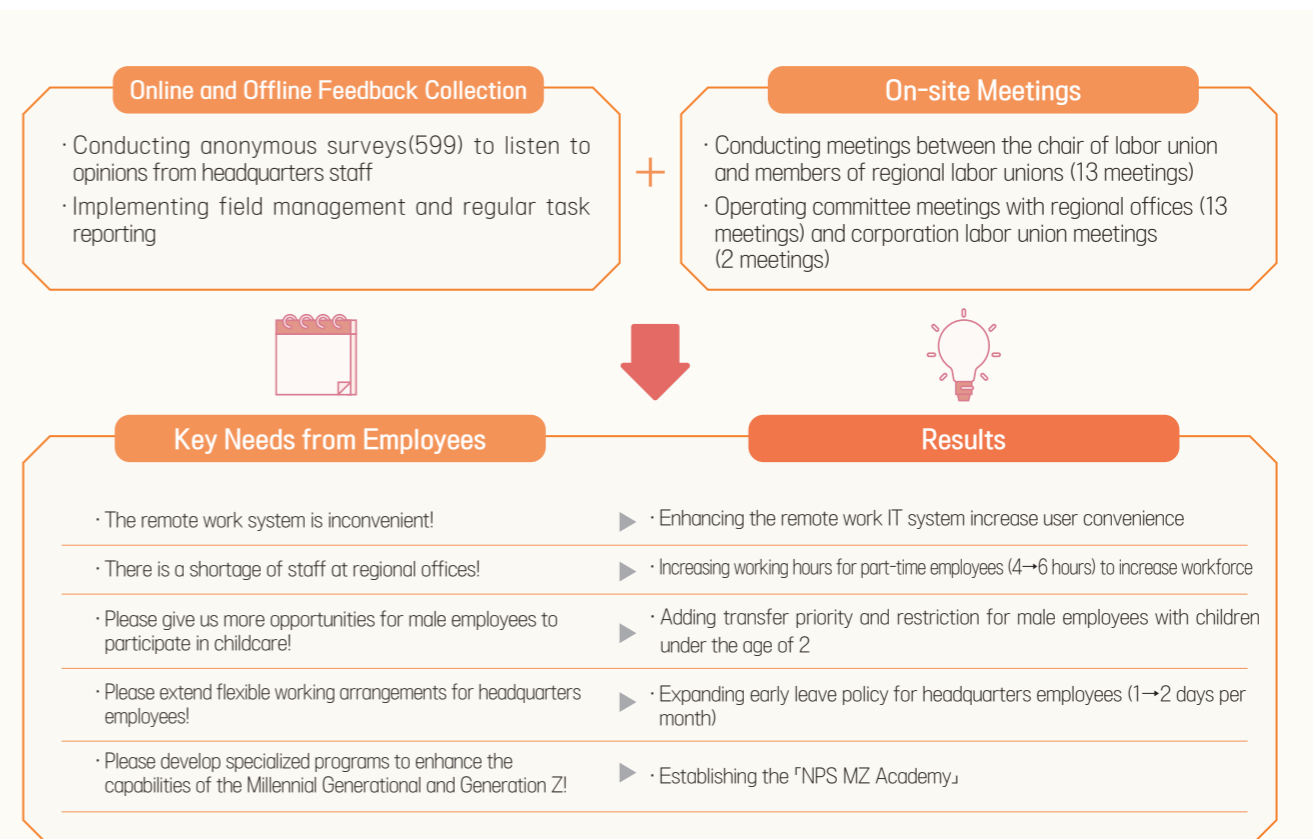 Online and Offline Feedback Collection
· Conducting anonymous surveys(599) to listen to
opinions from headquarters staff
· Implementing field management and regular task
reporting
+
On-site Meetings
· Conducting meetings between the chair of labor union
and members of regional labor unions (13 meetings)
· Operating committee meetings with regional offices (13
meetings) and corporation labor union meetings
(2 meetings)
Key Needs from Employees
Results
· The remote work system is inconvenient!
· Enhancing the remote work IT system increase user convenience
· There is a shortage of staff at regional offices!
· Increasing working hours for part-time employees (4→6 hours) to increase workforce
· Please give us more opportunities for male employees to
participate in childcare!
· Adding transfer priority and restriction for male employees with children
under the age of 2
· Please extend flexible working arrangements for headquarters
employees!
· Expanding early leave policy for headquarters employees (1→2 days per
month)
· Please develop specialized programs to enhance the
capabilities of the Millennial Generational and Generation Z!
· Establishing the 「NPS MZ Academy」